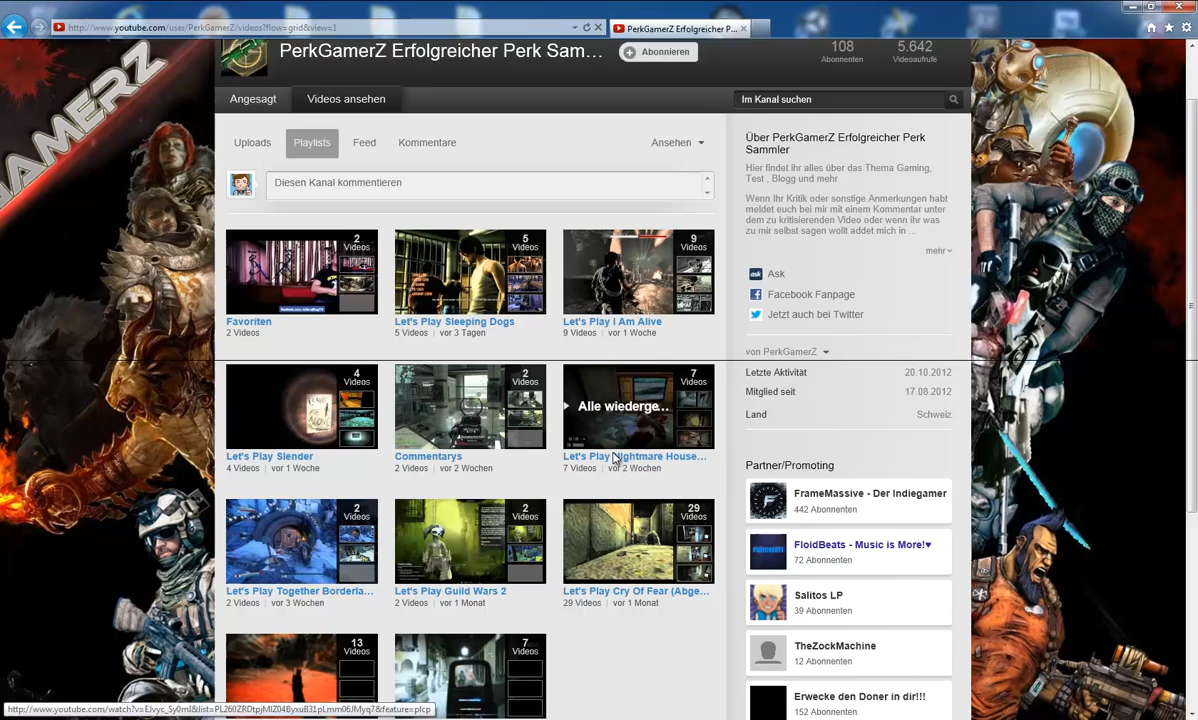 http://www.youtube.com/user/PerkGamerZ/videos?flow=grid&view=1
PerkGamerZ Erfolgreicher P...
GAMERZ
PerkGamerZ Erfolgreicher Perk Sam...
Abonnieren
108
Abonnenten
5.642
Videoaufrufe
Angesagt
Videos ansehen
Im Kanal suchen
Uploads
Playlists
Feed
Kommentare
Ansehen
Diesen Kanal kommentieren
2
Videos
5
Videos
9
Videos
Favoriten
Let's Play Sleeping Dogs
Let's Play I Am Alive
2 Videos
5 Videos | vor 3 Tagen
9 Videos | vor 1 Woche
4
Videos
2
Videos
Alle wiederge...
7
Videos
Let's Play Slender
Commentarys
Let's Play Nightmare House...
4 Videos | vor 1 Woche
2 Videos | vor 2 Wochen
7 Videos | vor 2 Wochen
2
Videos
2
Videos
29
Videos
Let's Play Together Borderla...
Let's Play Guild Wars 2
Let's Play Cry Of Fear (Abge...
2 Videos | vor 3 Wochen
2 Videos | vor 1 Monat
29 Videos | vor 1 Monat
13
Videos
7
Videos
Über PerkGamerZ Erfolgreicher Perk
Sammler
Hier findet ihr alles über das Thema Gaming,
Test , Blogg und mehr
Wenn Ihr Kritik oder sonstige Anmerkungen habt
meldet euch bei mir mit einem Kommentar unter
dem zu kritisierenden Video oder wenn ihr was
zu mir selbst sagen wollt addet mich in ...
mehr
Ask
Facebook Fanpage
Jetzt auch bei Twitter
von PerkGamerZ
Letzte Aktivität
20.10.2012
Mitglied seit
17.08.2012
Land
Schweiz
Partner/Promoting
FrameMassive - Der Indiegamer
442 Abonnenten
FloidBeats - Music is More!♥
72 Abonnenten
Salitos LP
39 Abonnenten
TheZockMachine
12 Abonnenten
Erwecke den Doner in dir!!!
152 Abonnenten